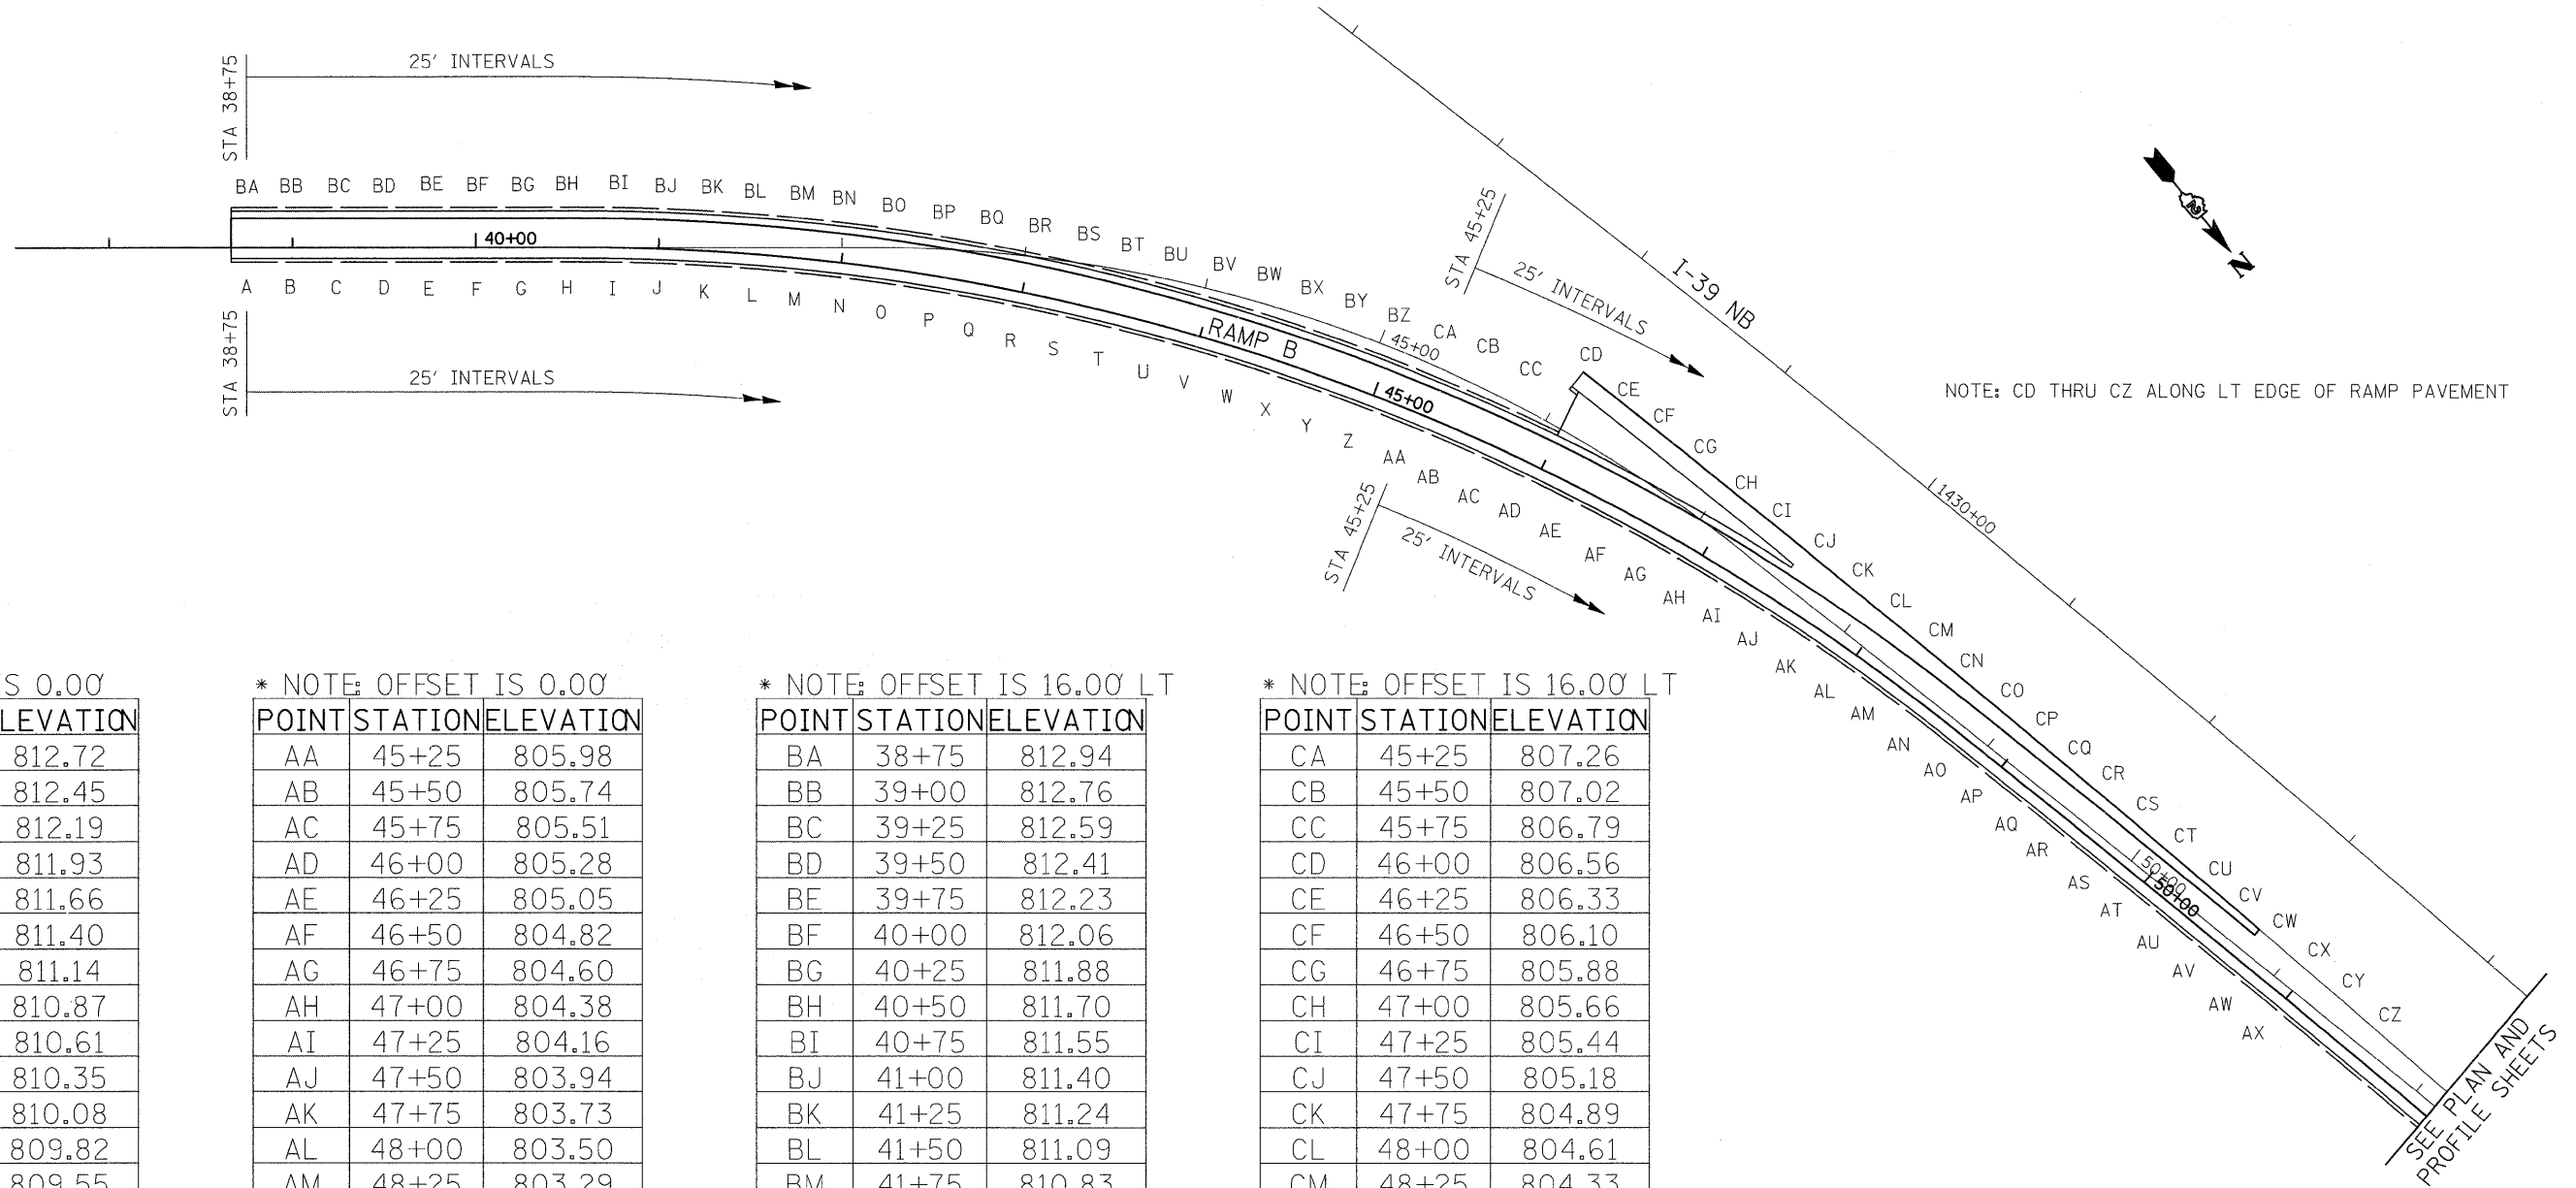 STA 38+75
25' INTERVALS
BA BB BC BD BE BF BG BH BI BJ BK BL BM BN BO BP BQ BR BS BT BU BV BW BX BY BZ CA CB CC CD CE CF CG CH CI CJ CK CL CM CN CO CP CQ CR CS CT CU CV CW CX CY CZ
40+00
A B C D E F G H I J K L M N O P Q R S T U V W X Y Z AA AB AC AD AE AF AG AH AI AJ AK AL AM AN AO AP AQ AR AS AT AU AV AW AX
STA 38+75
25' INTERVALS
RAMP B
45+00
45+00
STA 45+25
25' INTERVALS
STA 45+25
25' INTERVALS
I-39 NB
1430+00
50+00
50+00
N
NOTE: CD THRU CZ ALONG LT EDGE OF RAMP PAVEMENT
SEE PLAN AND
PROFILE SHEETS
S 0.00'
LEVATION
812.72
812.45
812.19
811.93
811.66
811.40
811.14
810.87
810.61
810.35
810.08
809.82
809.55
* NOTE: OFFSET IS 0.00'
POINT STATION ELEVATION
AA 45+25 805.98
AB 45+50 805.74
AC 45+75 805.51
AD 46+00 805.28
AE 46+25 805.05
AF 46+50 804.82
AG 46+75 804.60
AH 47+00 804.38
AI 47+25 804.16
AJ 47+50 803.94
AK 47+75 803.73
AL 48+00 803.50
AM 48+25 803.29
* NOTE: OFFSET IS 16.00' LT
POINT STATION ELEVATION
BA 38+75 812.94
BB 39+00 812.76
BC 39+25 812.59
BD 39+50 812.41
BE 39+75 812.23
BF 40+00 812.06
BG 40+25 811.88
BH 40+50 811.70
BI 40+75 811.55
BJ 41+00 811.40
BK 41+25 811.24
BL 41+50 811.09
BM 41+75 810.83
* NOTE: OFFSET IS 16.00' LT
POINT STATION ELEVATION
CA 45+25 807.26
CB 45+50 807.02
CC 45+75 806.79
CD 46+00 806.56
CE 46+25 806.33
CF 46+50 806.10
CG 46+75 805.88
CH 47+00 805.66
CI 47+25 805.44
CJ 47+50 805.18
CK 47+75 804.89
CL 48+00 804.61
CM 48+25 804.33